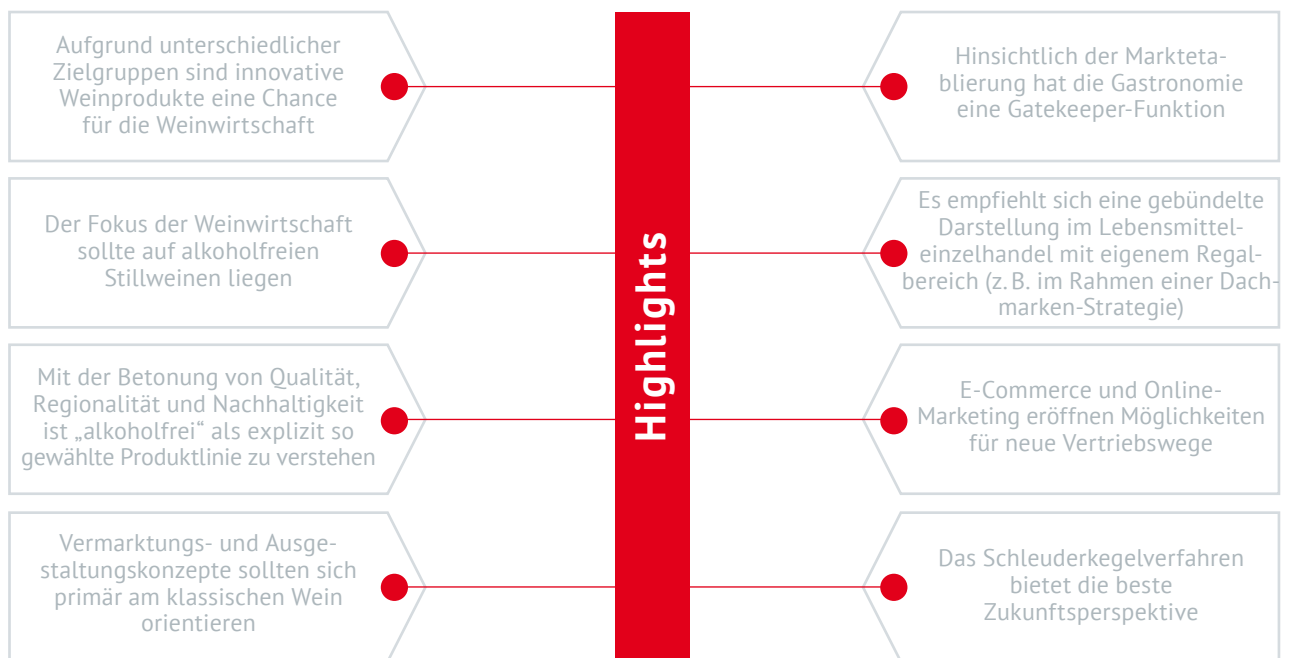 Aufgrund unterschiedlicher
Zielgruppen sind innovative
Weinprodukte eine Chance
für die Weinwirtschaft
Der Fokus der Weinwirtschaft
sollte auf alkoholfreien
Stillweinen liegen
Mit der Betonung von Qualität,
Regionalität und Nachhaltigkeit
ist „alkoholfrei“ als explizit so
gewählte Produktlinie zu verstehen
Vermarktungs- und Ausge-
staltungskonzepte sollten sich
primär am klassischen Wein
orientieren
Highlights
Hinsichtlich der Markteta-
blierung hat die Gastronomie
eine Gatekeeper-Funktion
Es empfiehlt sich eine gebündelte
Darstellung im Lebensmittel-
einzelhandel mit eigenem Regal-
bereich (z. B. im Rahmen einer Dach-
marken-Strategie)
E-Commerce und Online-
Marketing eröffnen Möglichkeiten
für neue Vertriebswege
Das Schleuderkegelverfahren
bietet die beste
Zukunftsperspektive